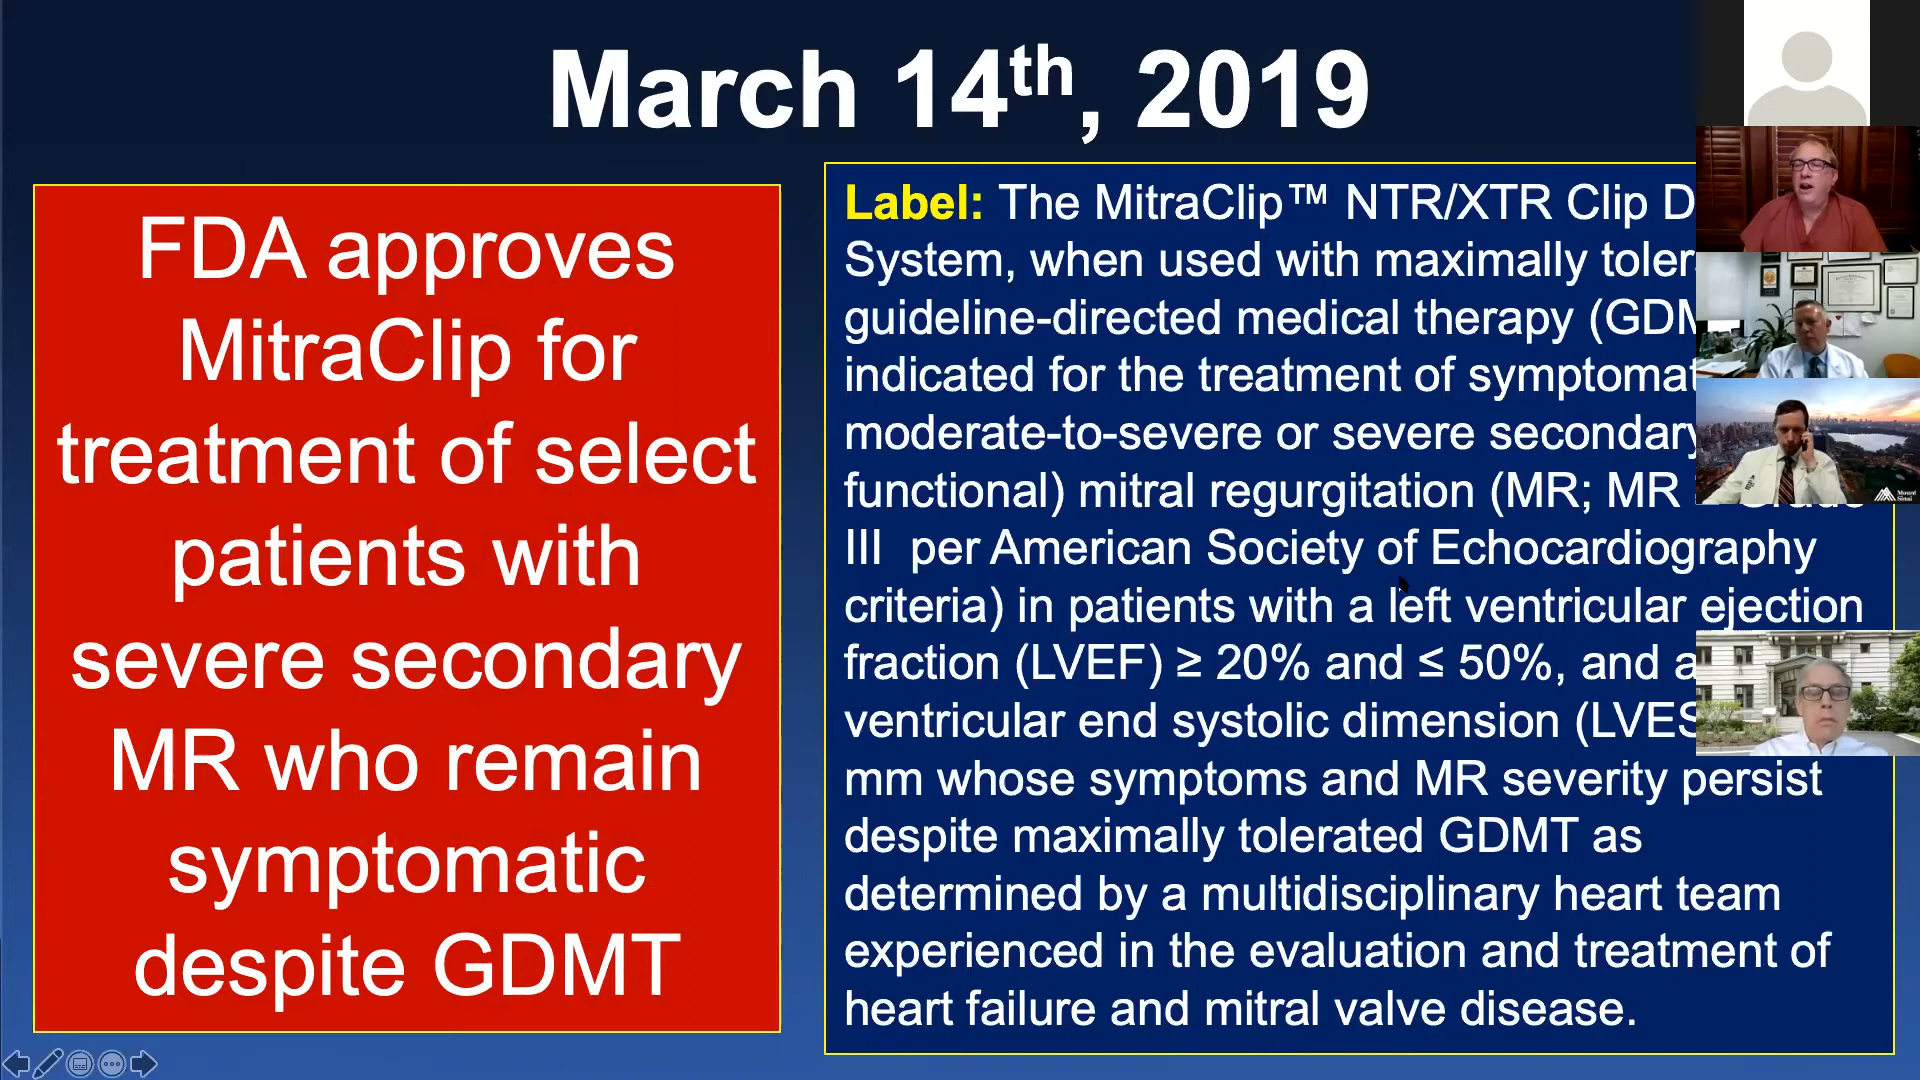 March 14th, 2019
FDA approves
MitraClip for
treatment of select
patients with
severe secondary
MR who remain
symptomatic
despite GDMT
Label: The MitraClip™ NTR/XTR Clip
System, when used with maximally
guideline-directed medical therapy
indicated for the treatment of
moderate-to-severe or severe secondary
functional) mitral regurgitation (MR; MR
III per American Society of Echocardiography
criteria) in patients with a left ventricular ejection
fraction (LVEF) ≥ 20% and ≤ 50%, and
ventricular end systolic dimension
mm whose symptoms and MR severity persist
despite maximally tolerated GDMT as
determined by a multidisciplinary heart team
experienced in the evaluation and treatment of
heart failure and mitral valve disease.
Mount
Sinai